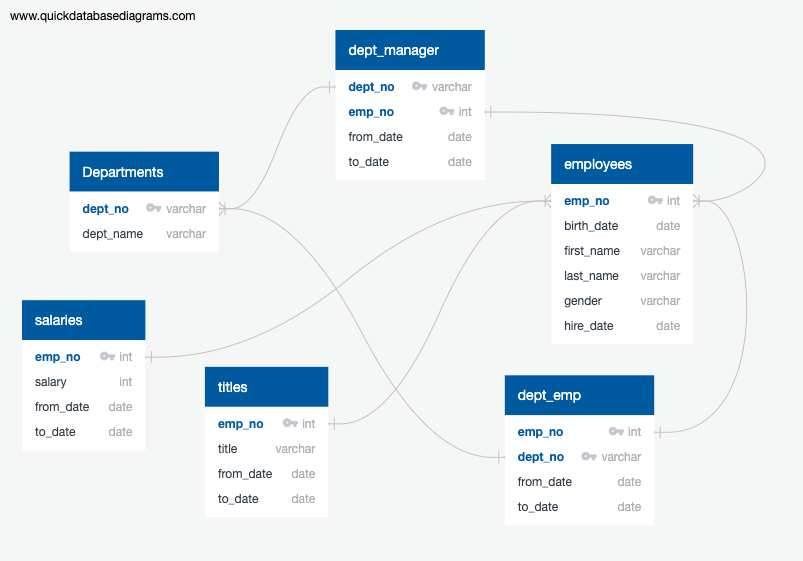 www.quickdatabasediagrams.com
dept_manager
dept_no varchar
emp_no int
from_date date
to_date date
Departments
dept_no varchar
dept_name varchar
employees
emp_no int
birth_date date
first_name varchar
last_name varchar
gender varchar
hire_date date
salaries
emp_no int
salary int
from_date date
to_date date
titles
emp_no int
title varchar
from_date date
to_date date
dept_emp
emp_no int
dept_no varchar
from_date date
to_date date